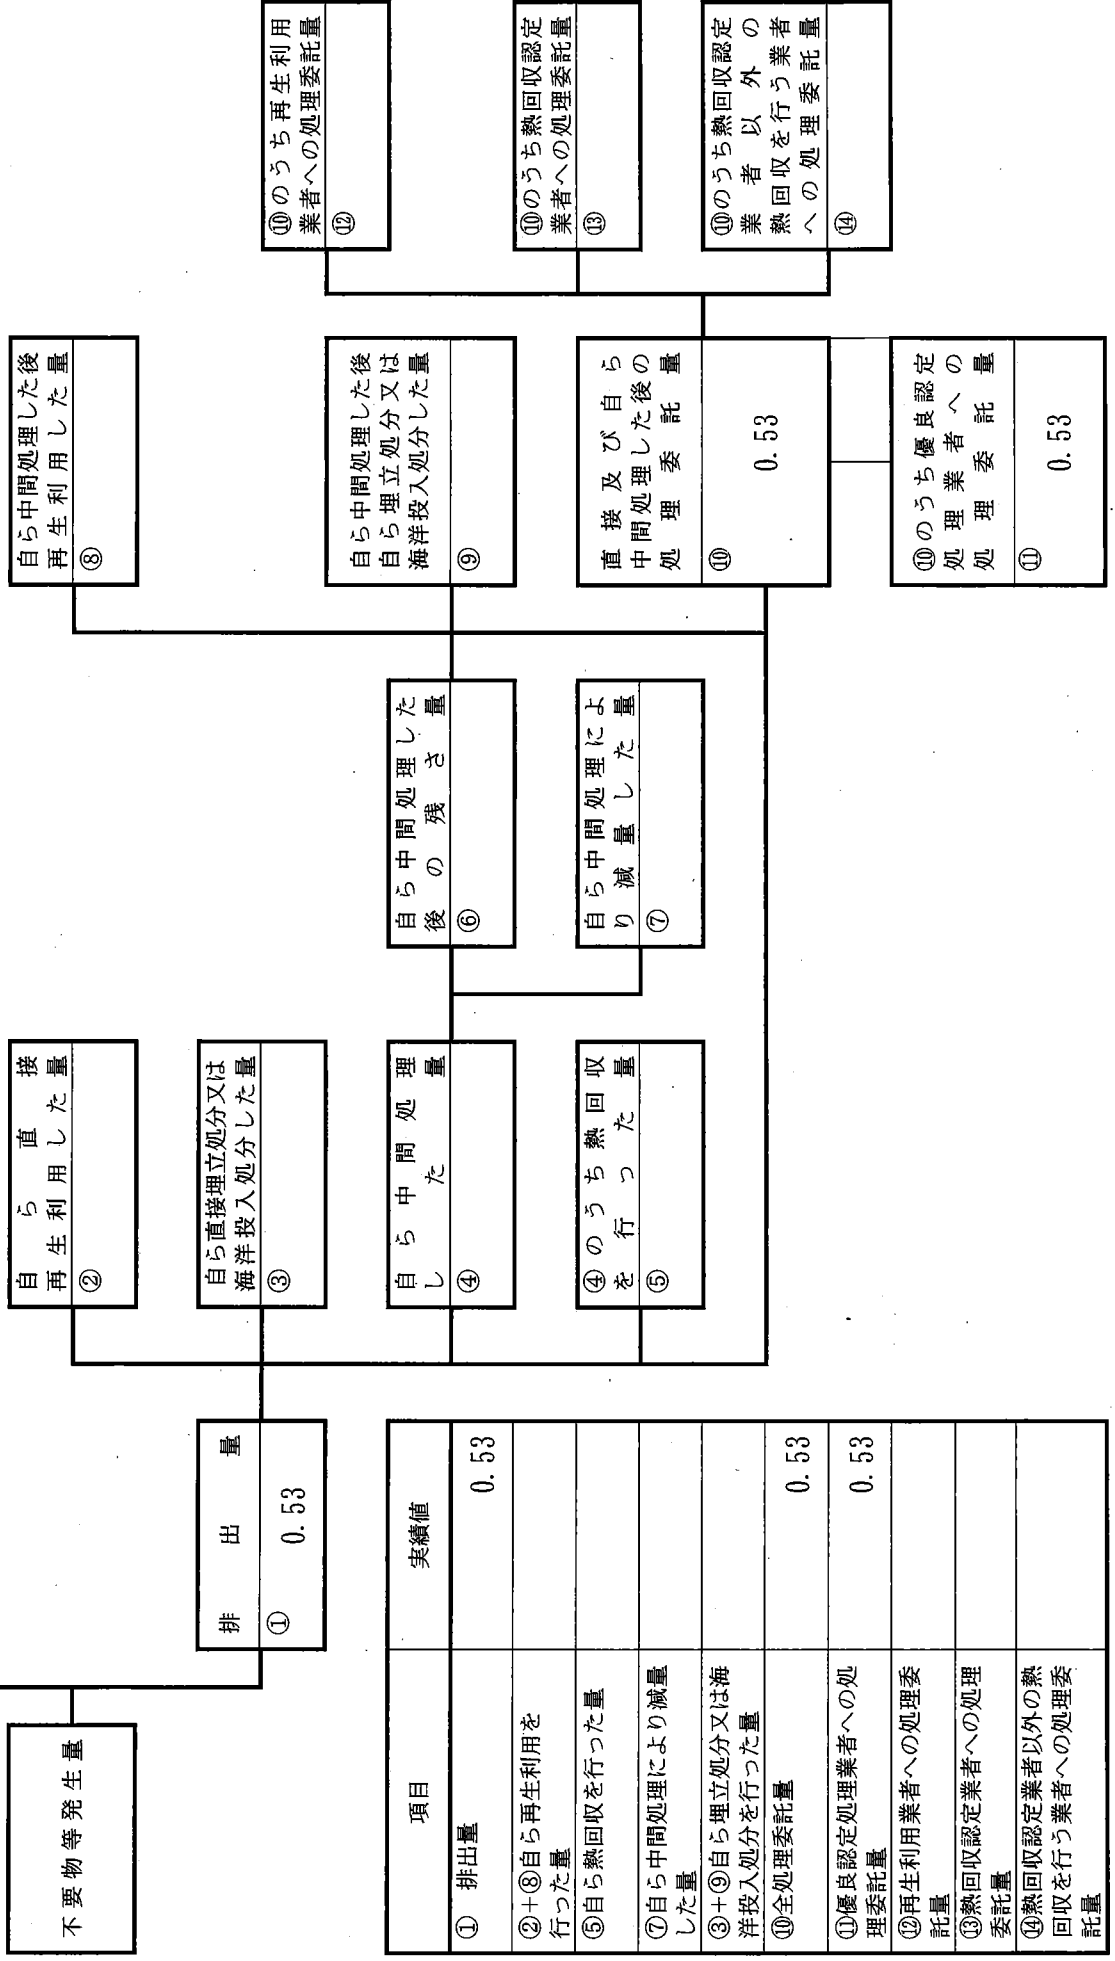 不要物等発生量
排出量
① 0.53
自ら直接
再生利用した量
②
自ら直接埋立処分又は
海洋投入処分した量
③
自ら中間処理
した量
④
④のうち熱回収
を行った量
⑤
自ら中間処理した
後の残さ量
⑥
自ら中間処理によ
り減量した量
⑦
自ら中間処理した後
再生利用した量
⑧
自ら中間処理した後
自ら埋立処分又は
海洋投入処分した量
⑨
直接及び自ら
中間処理した後の
処理委託量
⑩ 0.53
⑩のうち優良認定
処理業者への
処理委託量
⑪ 0.53
⑩のうち再生利用
業者への処理委託量
⑫
⑩のうち熱回収認定
業者への処理委託量
⑬
⑩のうち熱回収認定
業者以外の
熱回収を行う業者
への処理委託量
⑭
項目 実績値
① 排出量 0.53
②+⑧自ら再生利用を
行った量
⑤自ら熱回収を行った量
⑦自ら中間処理により減量
した量
③+⑨自ら埋立処分又は海
洋投入処分を行った量
⑩全処理委託量 0.53
⑪優良認定処理業者への処
理委託量 0.53
⑫再生利用業者への処理委
託量
⑬熱回収認定業者への処理
委託量
⑭熱回収認定業者以外の熱
回収を行う業者への処理委
託量